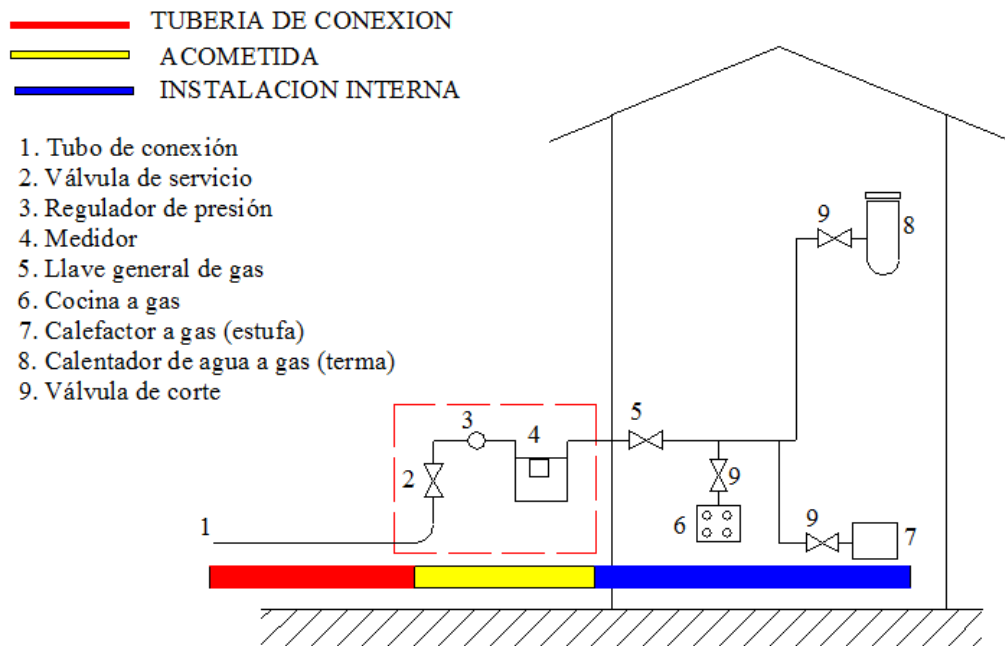 TUBERIA DE CONEXION
ACOMETIDA
INSTALACION INTERNA
1. Tubo de conexión
2. Válvula de servicio
3. Regulador de presión
4. Medidor
5. Llave general de gas
6. Cocina a gas
7. Calefactor a gas (estufa)
8. Calentador de agua a gas (terma)
9. Válvula de corte
9
8
3
4
5
2
9
6
9
7
1